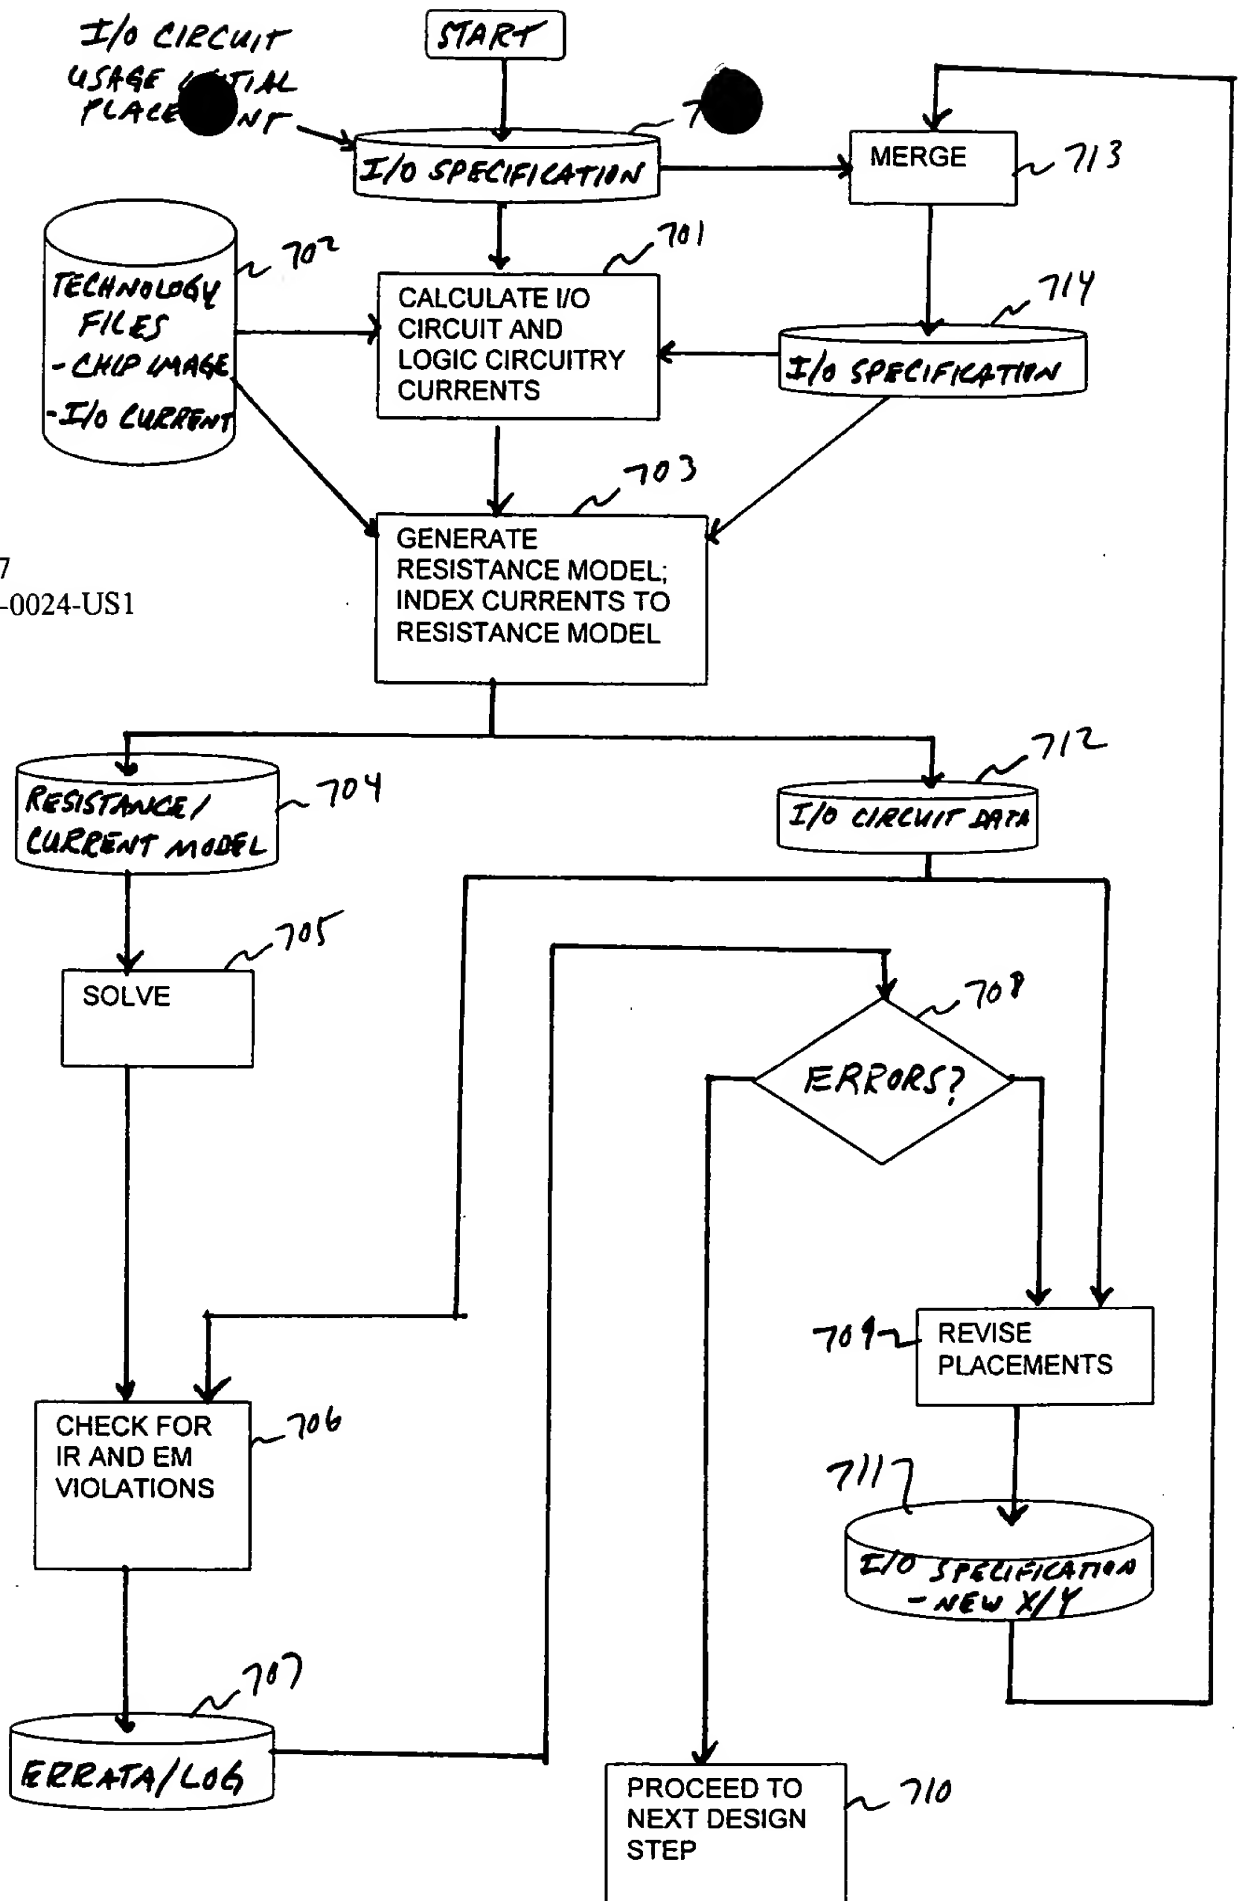 I/O CIRCUIT
USAGE
START
I/O SPECIFICATION
MERGE
713
702
701
TECHNOLOGY
FILES
- CHIP IMAGE
- I/O CURRENT
CALCULATE I/O
CIRCUIT AND
LOGIC CIRCUITRY
CURRENTS
714
I/O SPECIFICATION
703
GENERATE
RESISTANCE MODEL;
INDEX CURRENTS TO
RESISTANCE MODEL
7
-0024-US1
704
RESISTANCE/
CURRENT MODEL
712
I/O CIRCUIT DATA
705
SOLVE
708
ERRORS?
709
REVISE
PLACEMENTS
706
CHECK FOR
IR AND EM
VIOLATIONS
711
I/O SPECIFICATION
- NEW X/Y
707
ERRATA/LOG
PROCEED TO
NEXT DESIGN
STEP
710